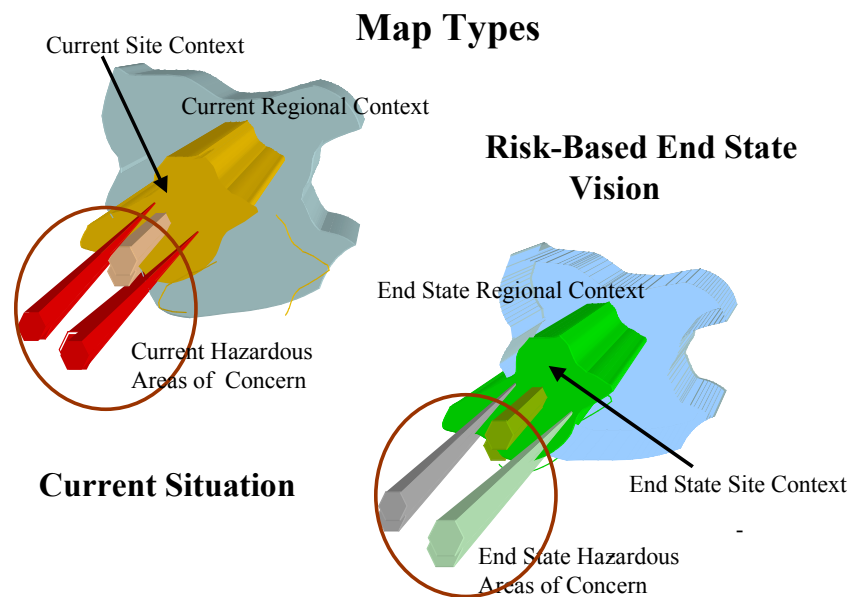 Map Types
Current Site Context
Current Regional Context
Current Hazardous
Areas of Concern
Current Situation
Risk-Based End State
Vision
End State Regional Context
End State Site Context
-
End State Hazardous
Areas of Concern